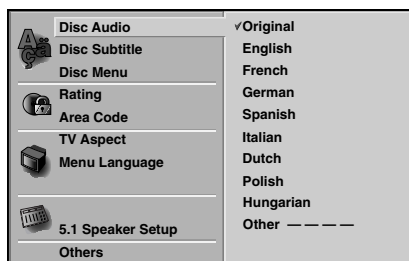 Disc Audio
Disc Subtitle
Disc Menu
Rating
Area Code
TV Aspect
Menu Language
5.1 Speaker Setup
Others
✓Original
English
French
German
Spanish
Italian
Dutch
Polish
Hungarian
Other — — — —